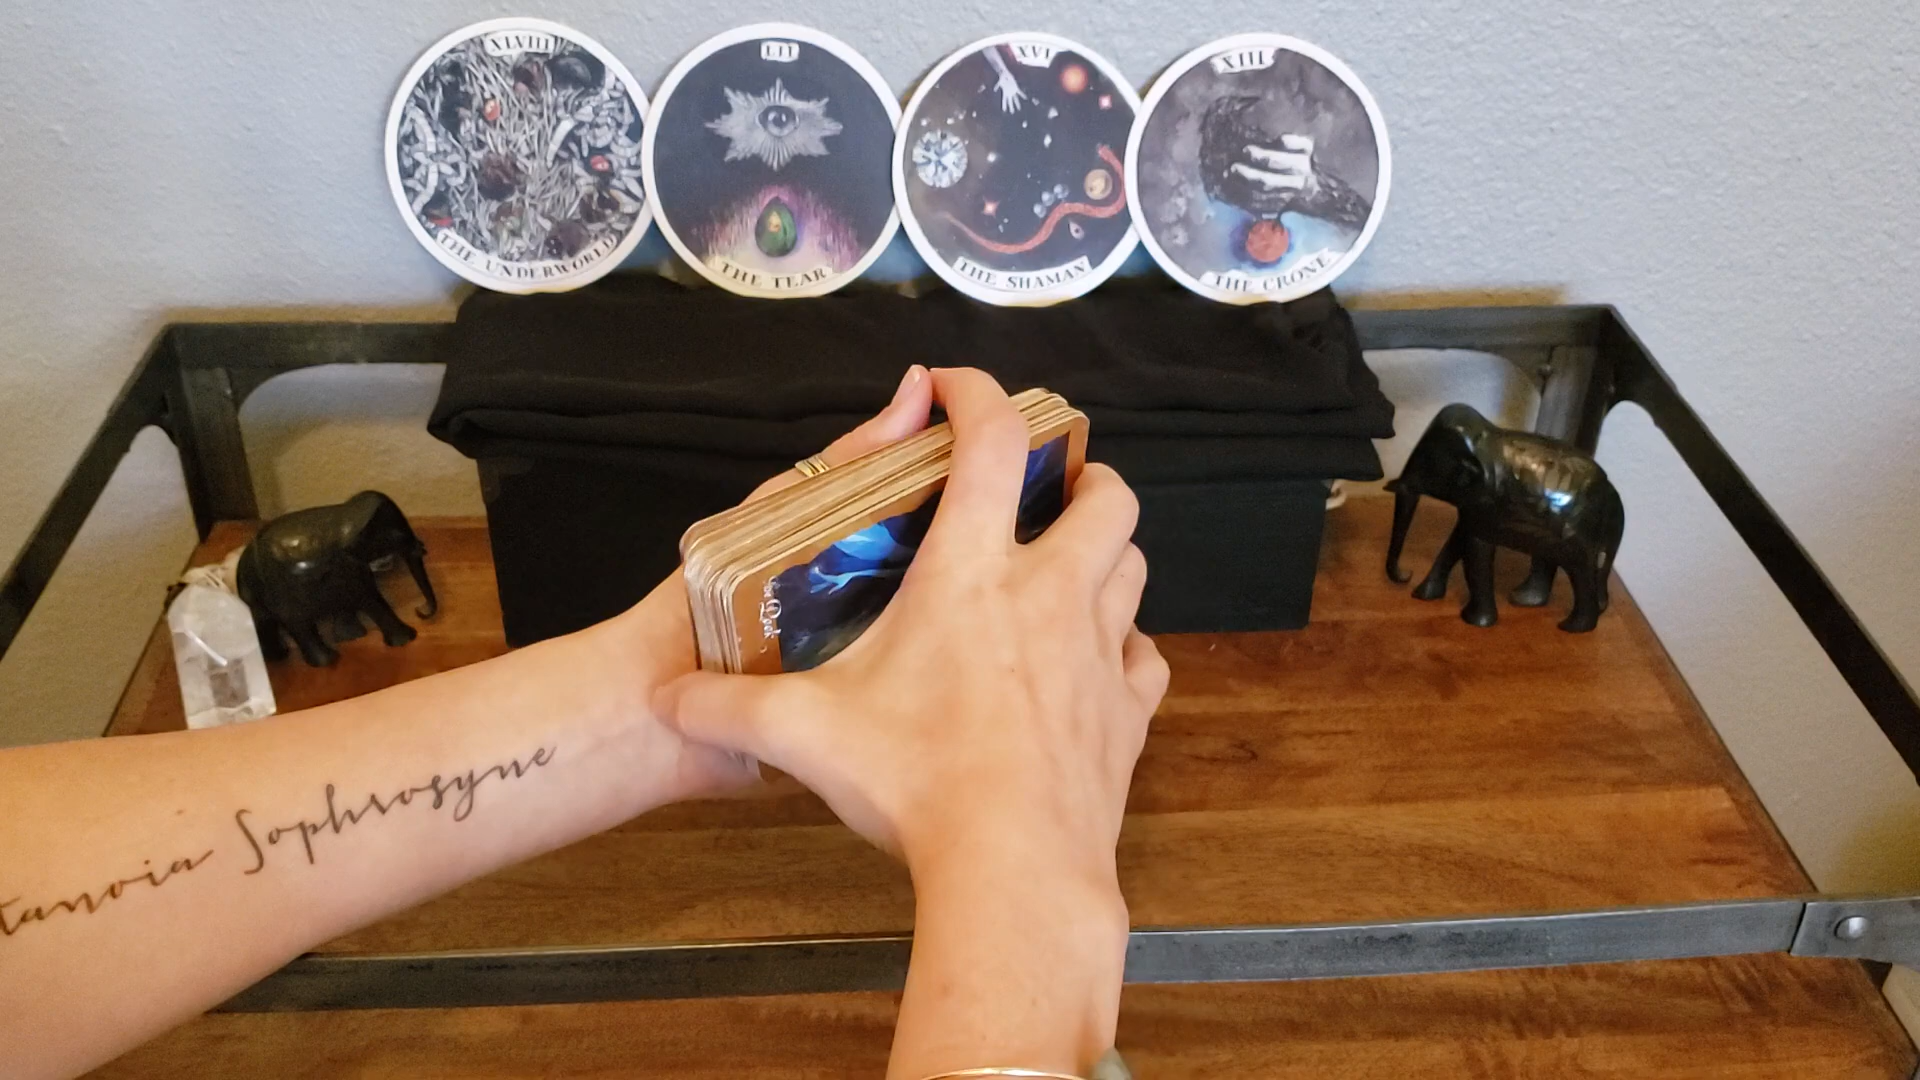 XLVIII
THE UNDERWORLD
LII
THE TEAR
XVI
THE SHAMAN
XIII
THE CRONE
tanoia Sophrosyne